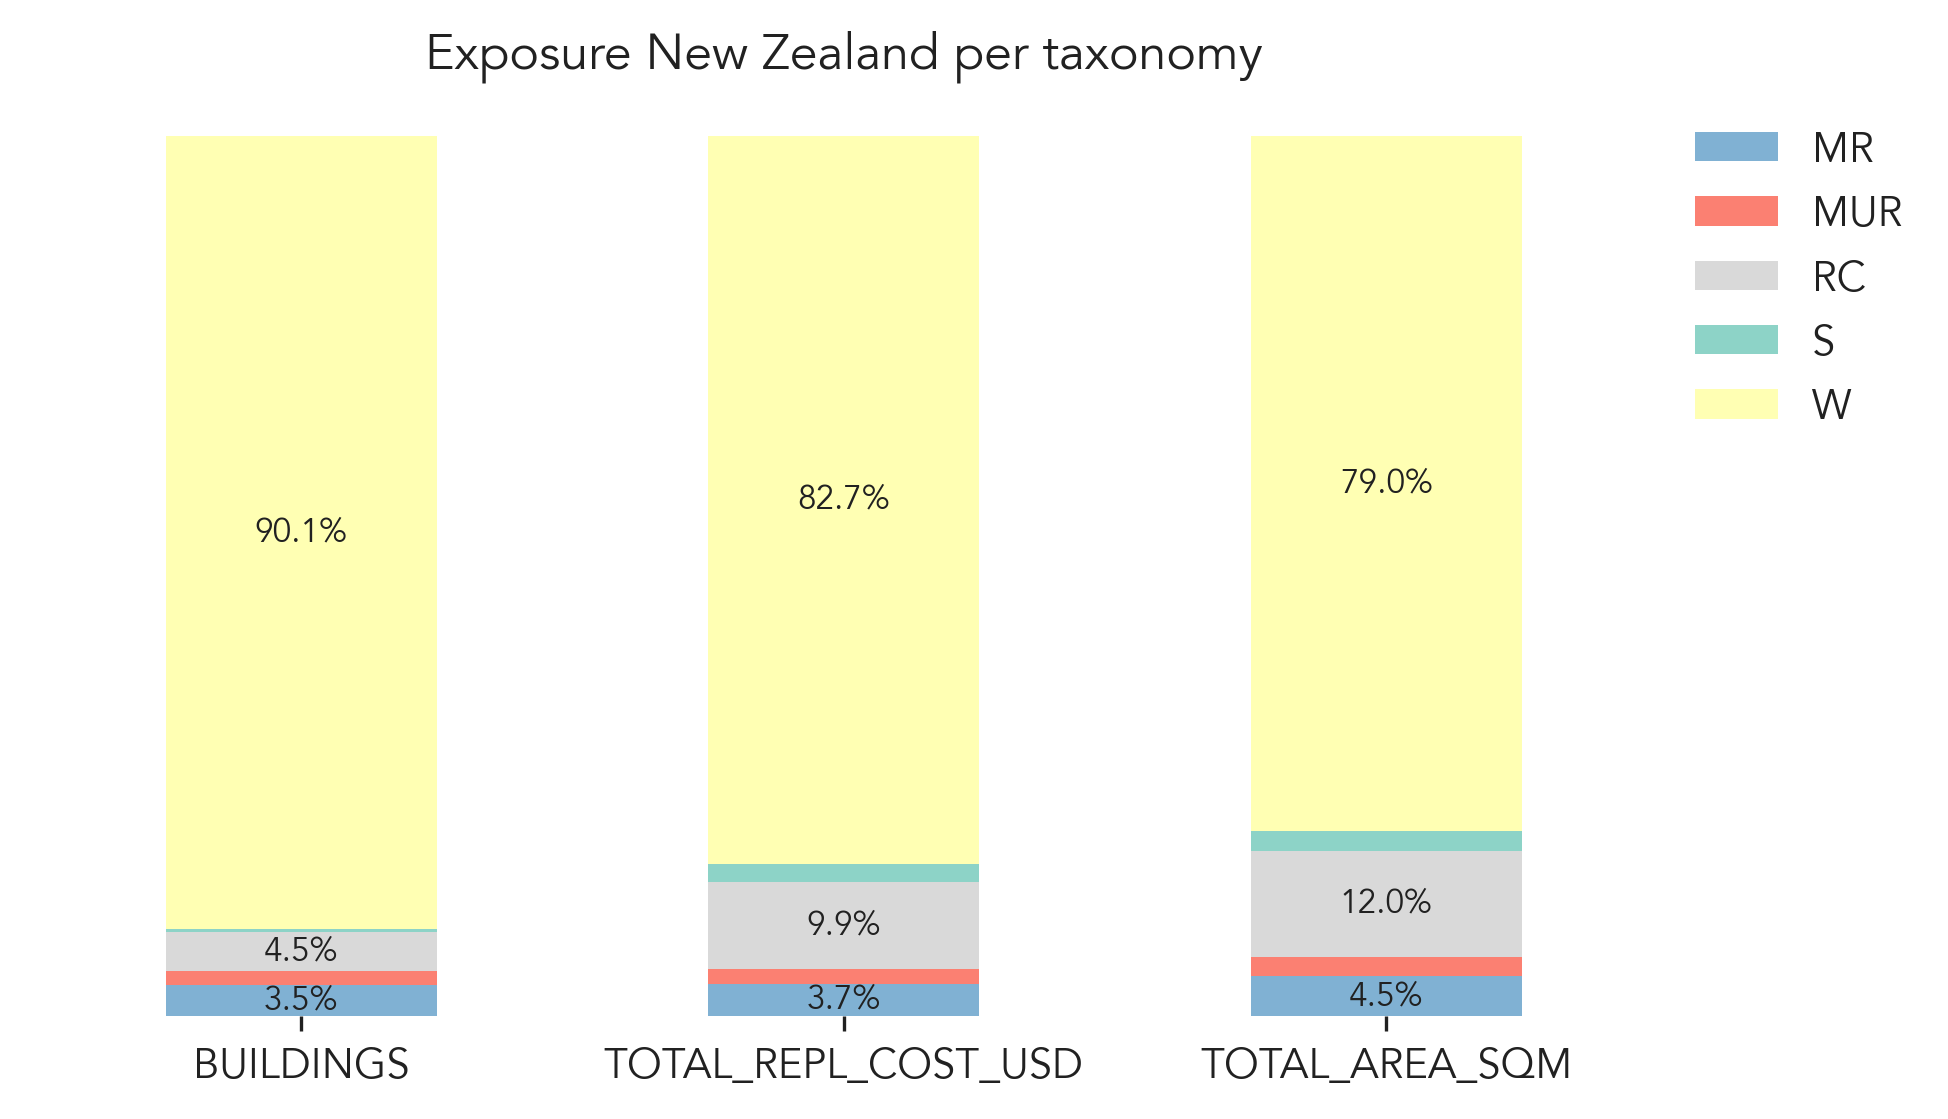 Exposure New Zealand per taxonomy
MR
MUR
RC
S
W
90.1%
4.5%
3.5%
82.7%
9.9%
3.7%
79.0%
12.0%
4.5%
BUILDINGS
TOTAL_REPL_COST_USD
TOTAL_AREA_SQM